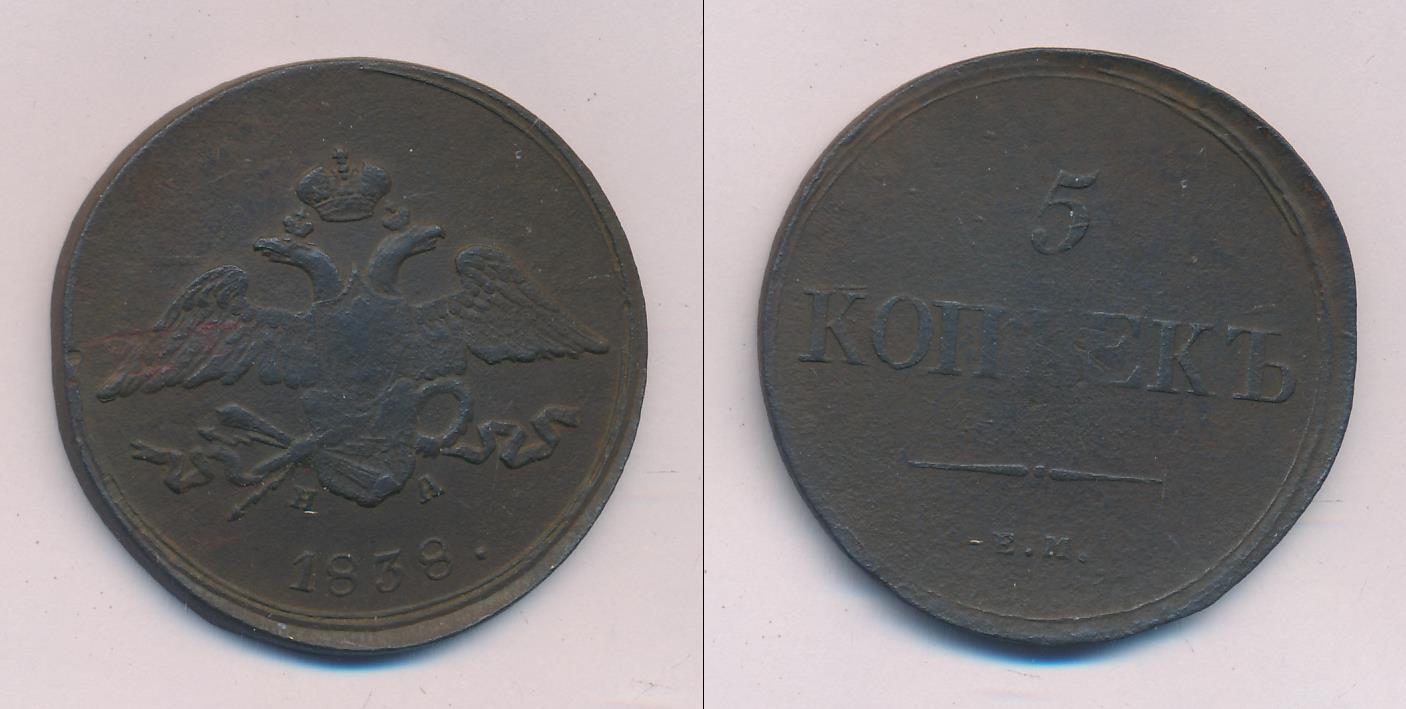 Н А
1838.
5
КОПѢЕКЪ
Е.М.